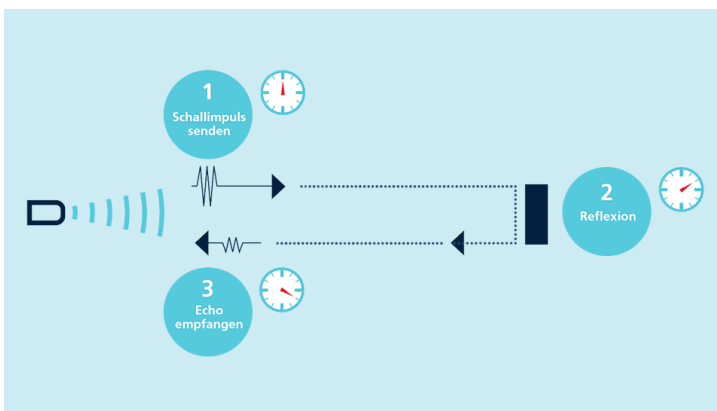 1
Schallimpuls
senden
2
Reflexion
3
Echo
empfangen